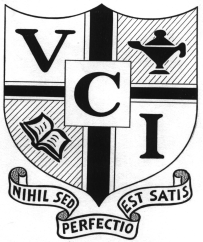 V
C
I
NIHIL SED
PERFECTIO
EST SATIS